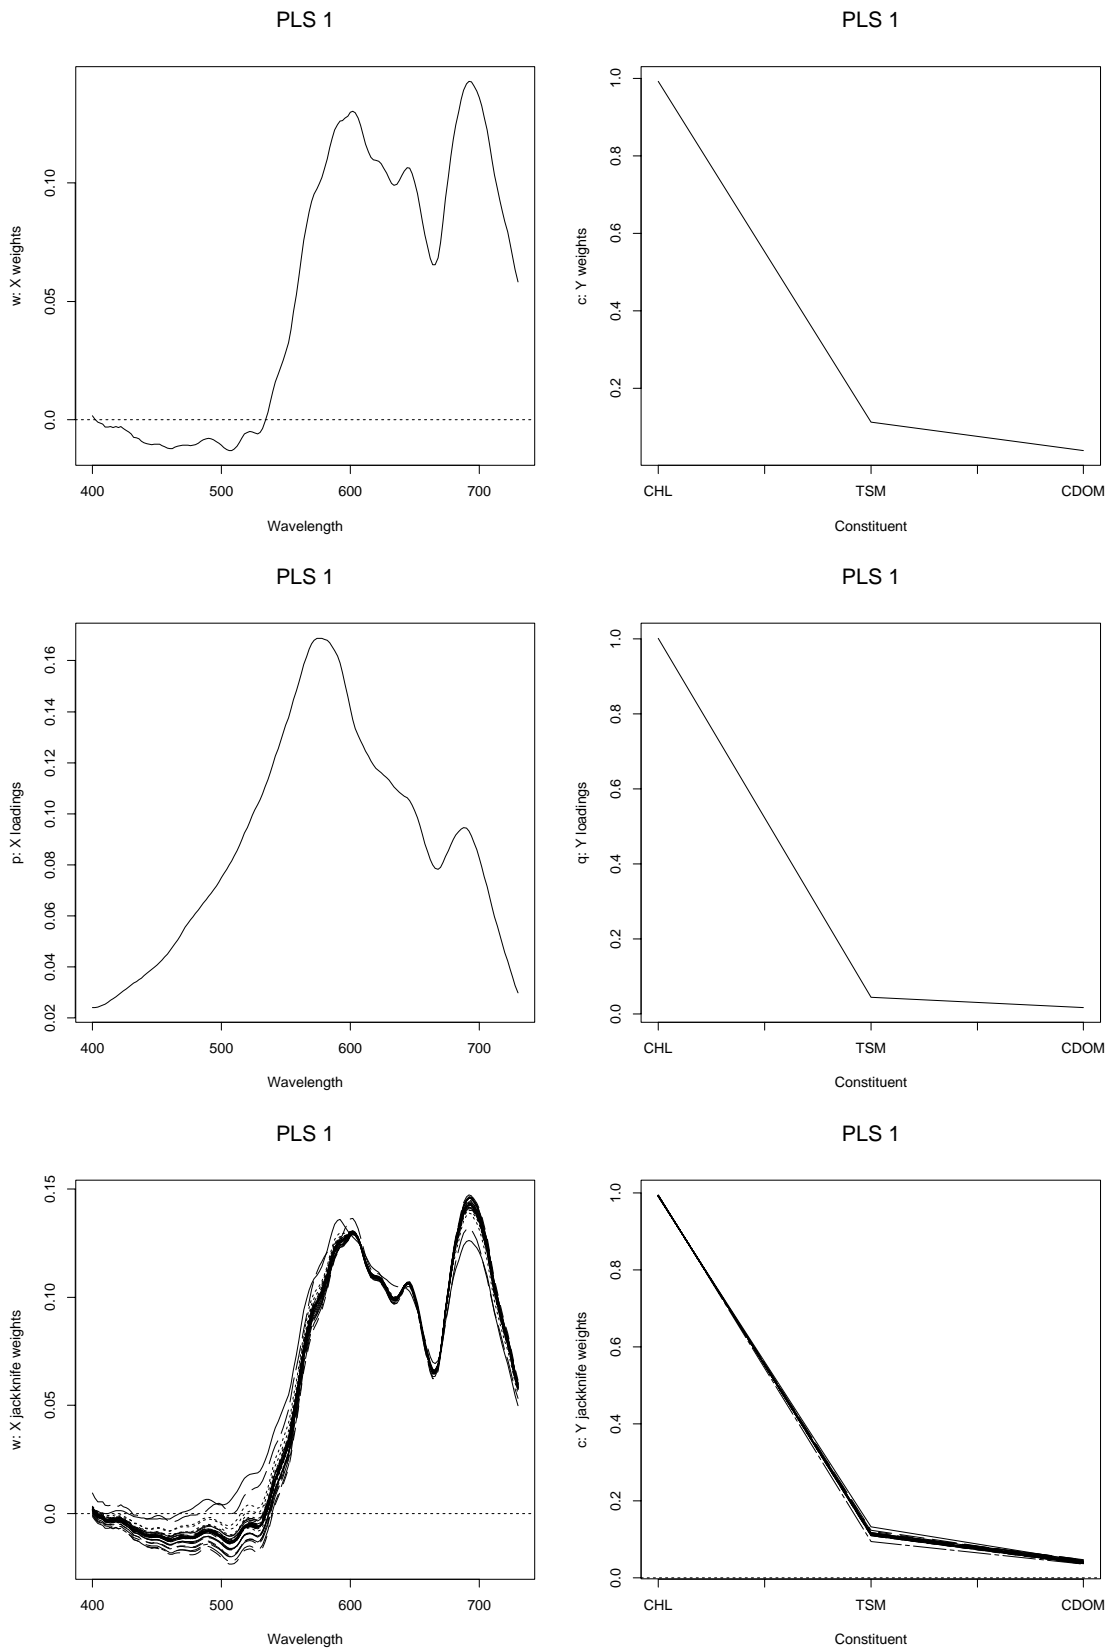 PLS 1
w: X weights
0.0 0.05 0.10
400 500 600 700
Wavelength
PLS 1
c: Y weights
0.2 0.4 0.6 0.8 1.0
CHL TSM CDOM
Constituent
PLS 1
p: X loadings
0.02 0.04 0.06 0.08 0.10 0.12 0.14 0.16
400 500 600 700
Wavelength
PLS 1
q: Y loadings
0.0 0.2 0.4 0.6 0.8 1.0
CHL TSM CDOM
Constituent
PLS 1
w: X jackknife weights
0.0 0.05 0.10 0.15
400 500 600 700
Wavelength
PLS 1
c: Y jackknife weights
0.0 0.2 0.4 0.6 0.8 1.0
CHL TSM CDOM
Constituent